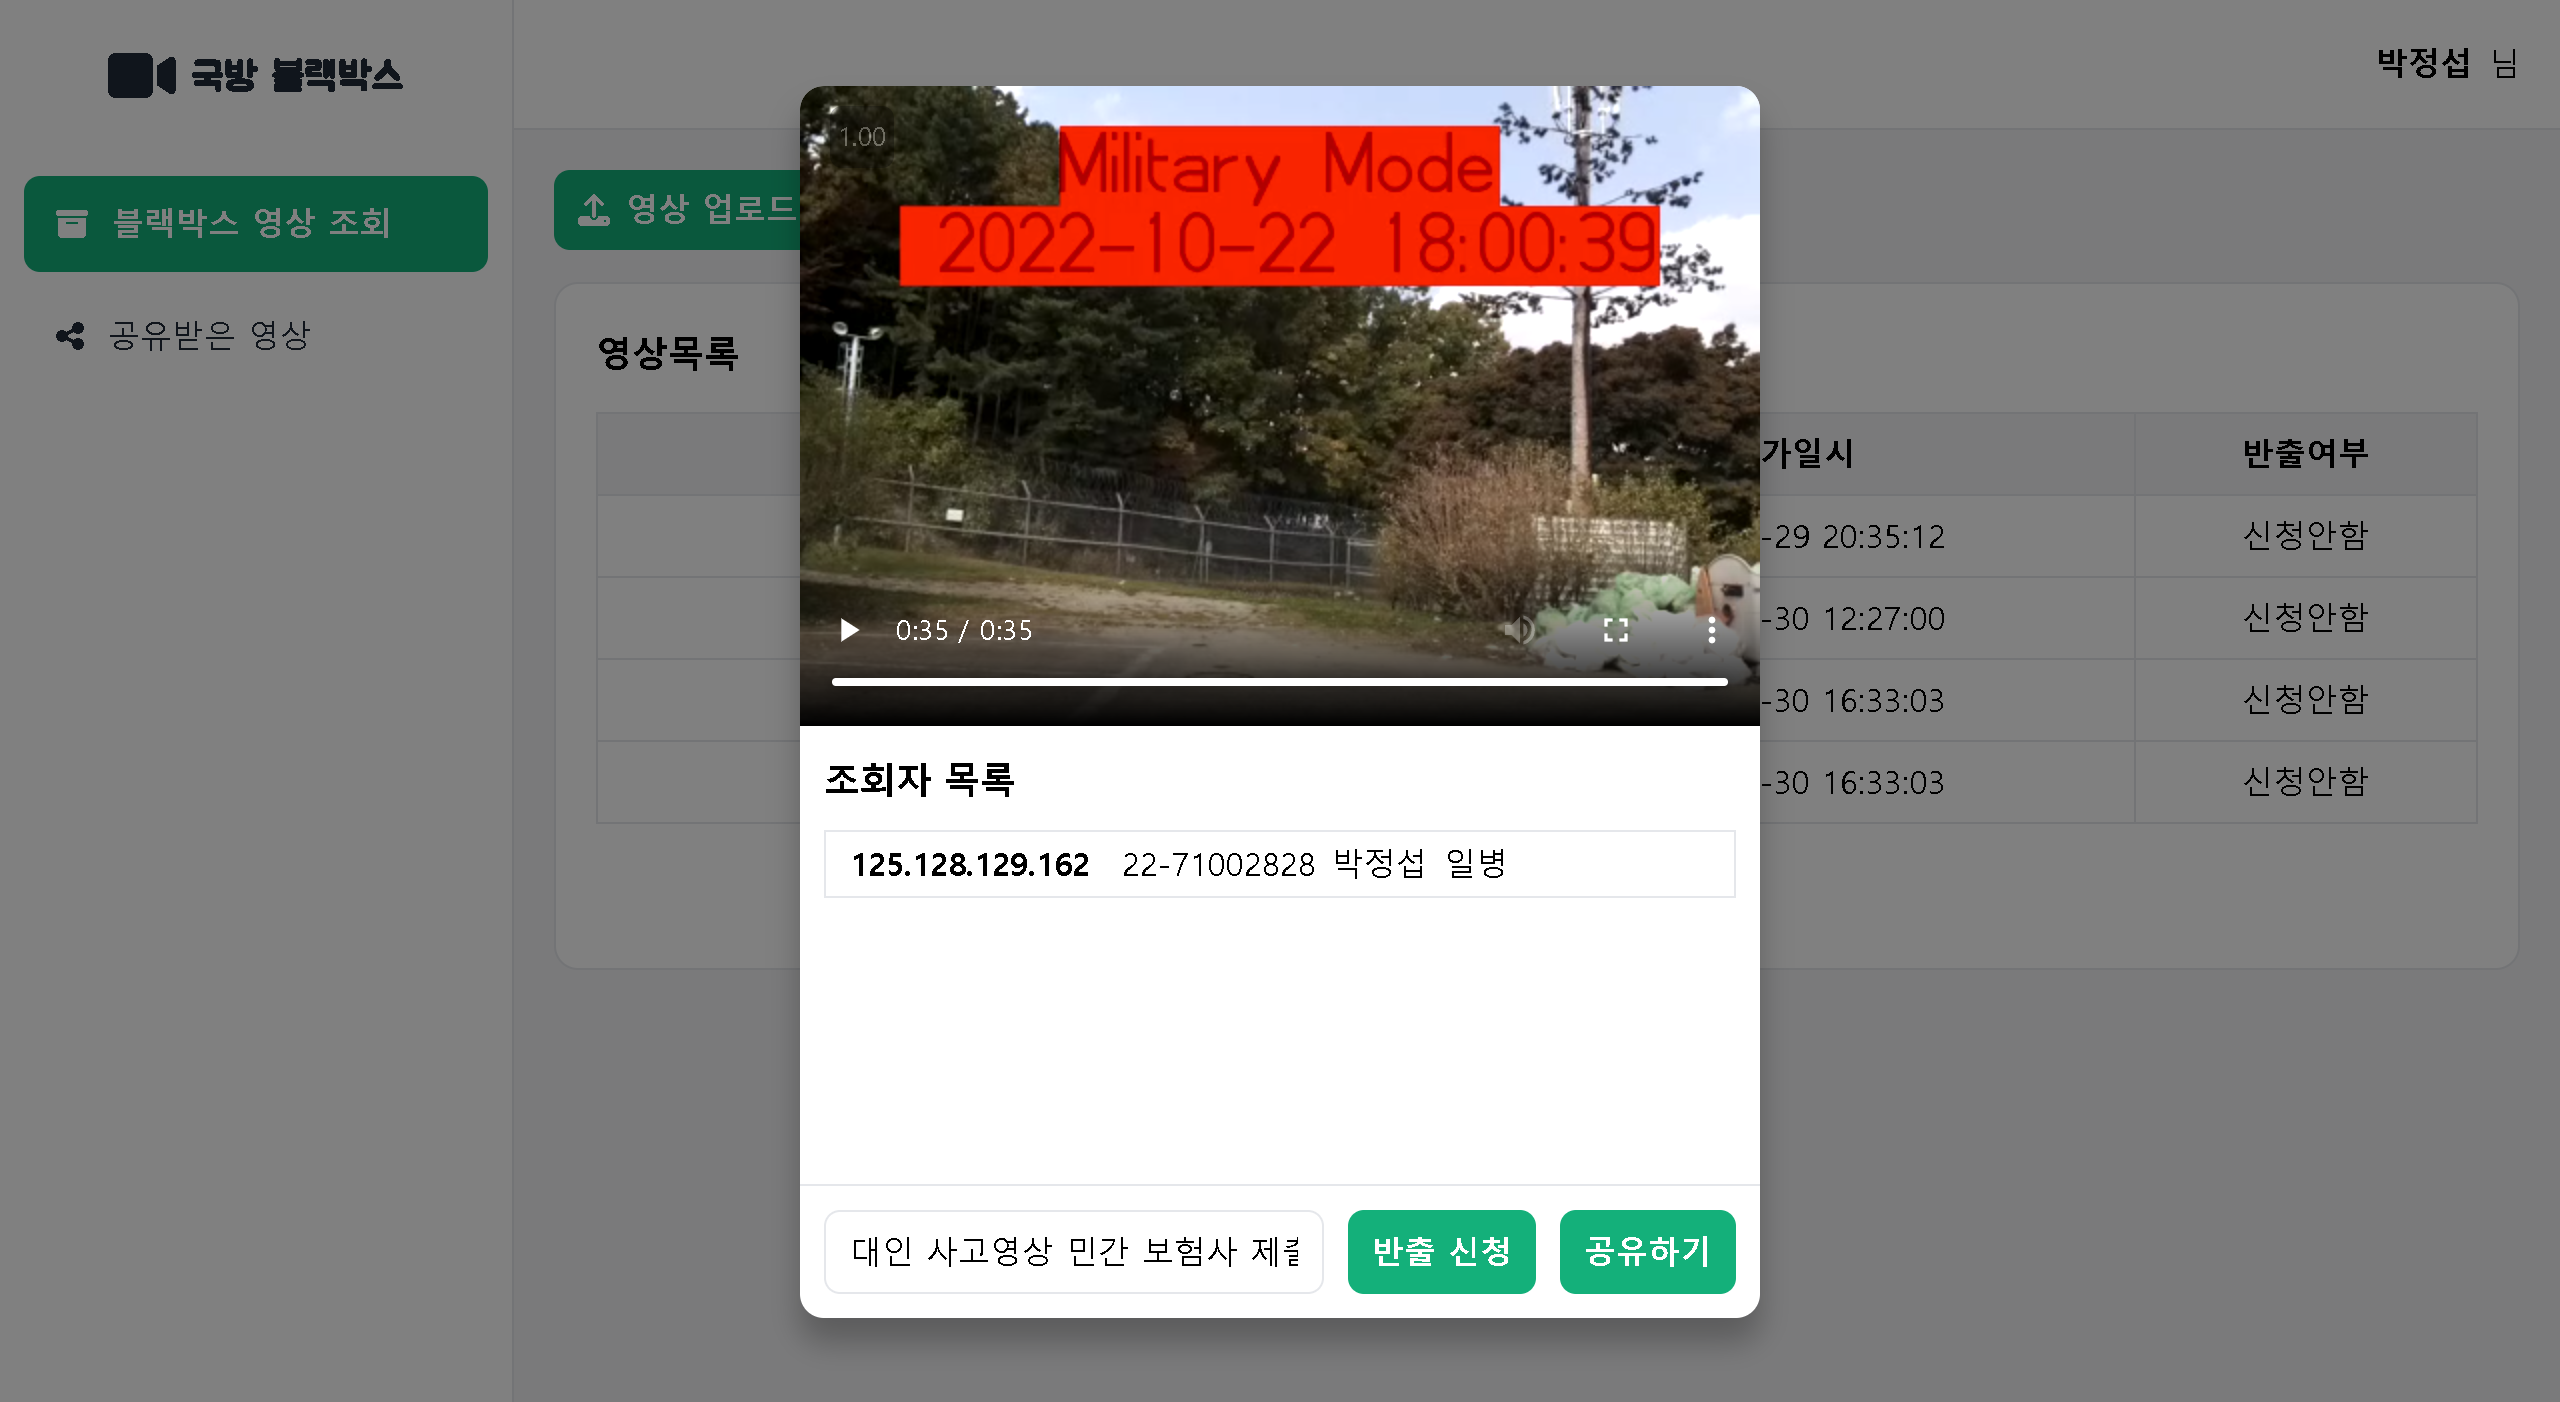 국방 블랙박스
박정섭 님
블랙박스 영상 조회
공유받은 영상
영상 업로드
영상목록
가일시
반출여부
-29 20:35:12
신청안함
-30 12:27:00
신청안함
-30 16:33:03
신청안함
-30 16:33:03
신청안함
1.00
Military Mode
2022-10-22 18:00:39
0:35 / 0:35
조회자 목록
125.128.129.162 22-71002828 박정섭 일병
대인 사고영상 민간 보험사 제출
반출 신청
공유하기